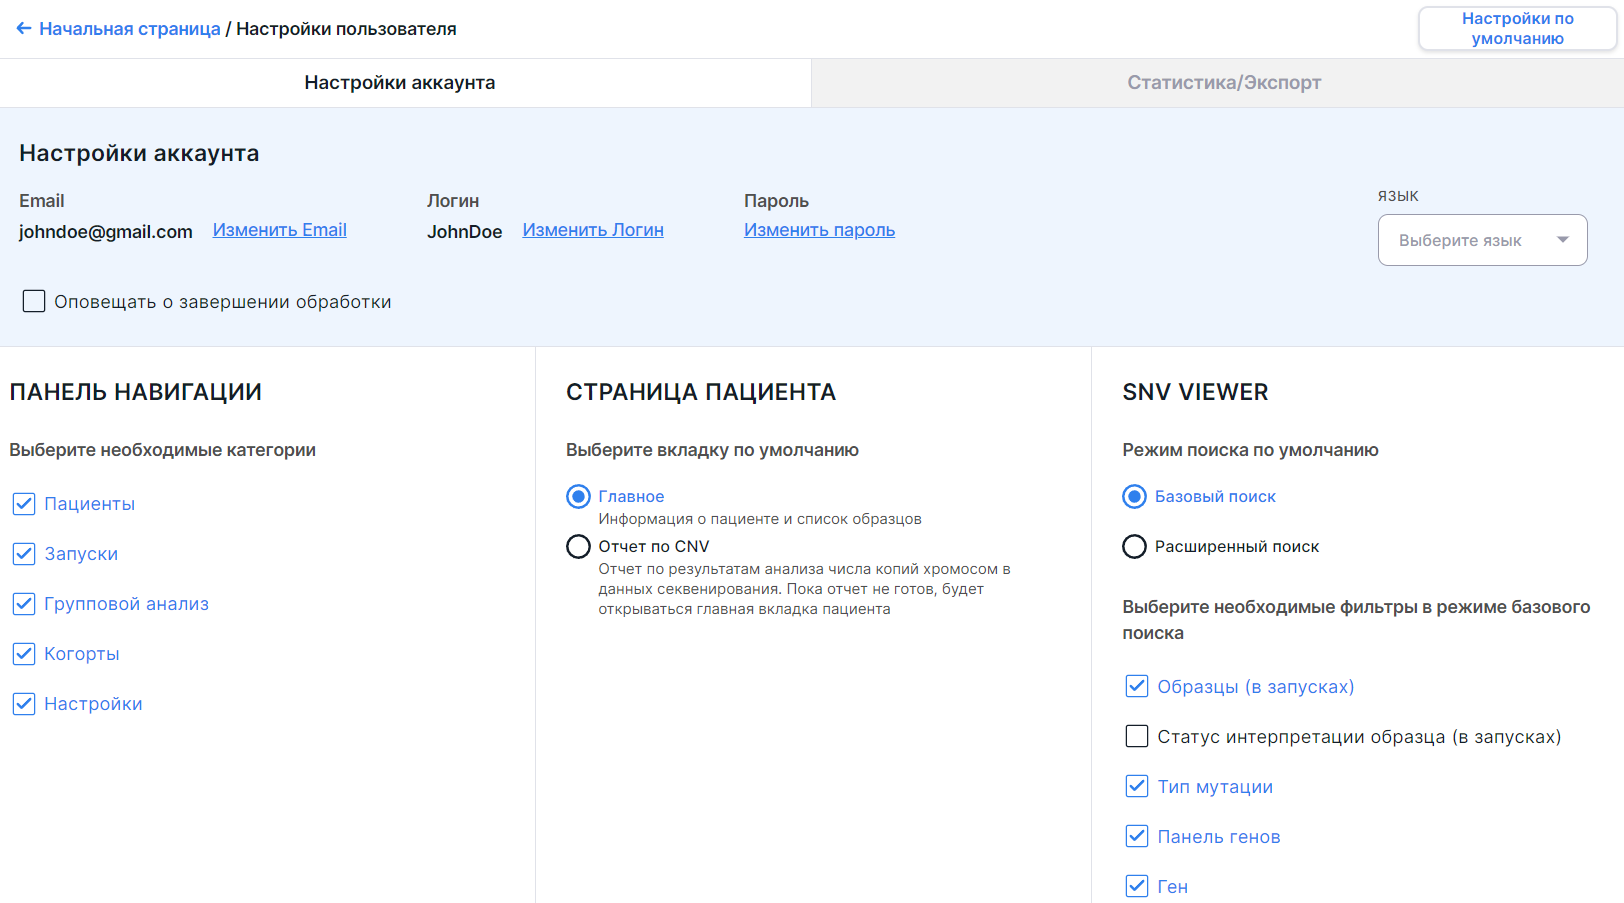 ← Начальная страница / Настройки пользователя
Настройки по
умолчанию
Настройки аккаунта
Статистика/Экспорт
Настройки аккаунта
Email
johndoe@gmail.com
Изменить Email
Логин
JohnDoe
Изменить Логин
Пароль
Изменить пароль
ЯЗЫК
Выберите язык
Оповещать о завершении обработки
ПАНЕЛЬ НАВИГАЦИИ
Выберите необходимые категории
Пациенты
Запуски
Групповой анализ
Когорты
Настройки
СТРАНИЦА ПАЦИЕНТА
Выберите вкладку по умолчанию
Главное
Информация о пациенте и список образцов
Отчет по CNV
Отчет по результатам анализа числа копий хромосом в
данных секвенирования. Пока отчет не готов, будет
открываться главная вкладка пациента
SNV VIEWER
Режим поиска по умолчанию
Базовый поиск
Расширенный поиск
Выберите необходимые фильтры в режиме базового
поиска
Образцы (в запусках)
Статус интерпретации образца (в запусках)
Тип мутации
Панель генов
Ген